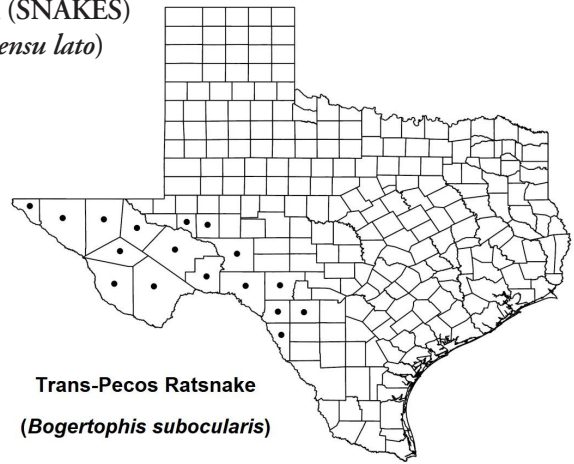 (SNAKES)
ensu lato)
Trans-Pecos Ratsnake
(Bogertophis subocularis)